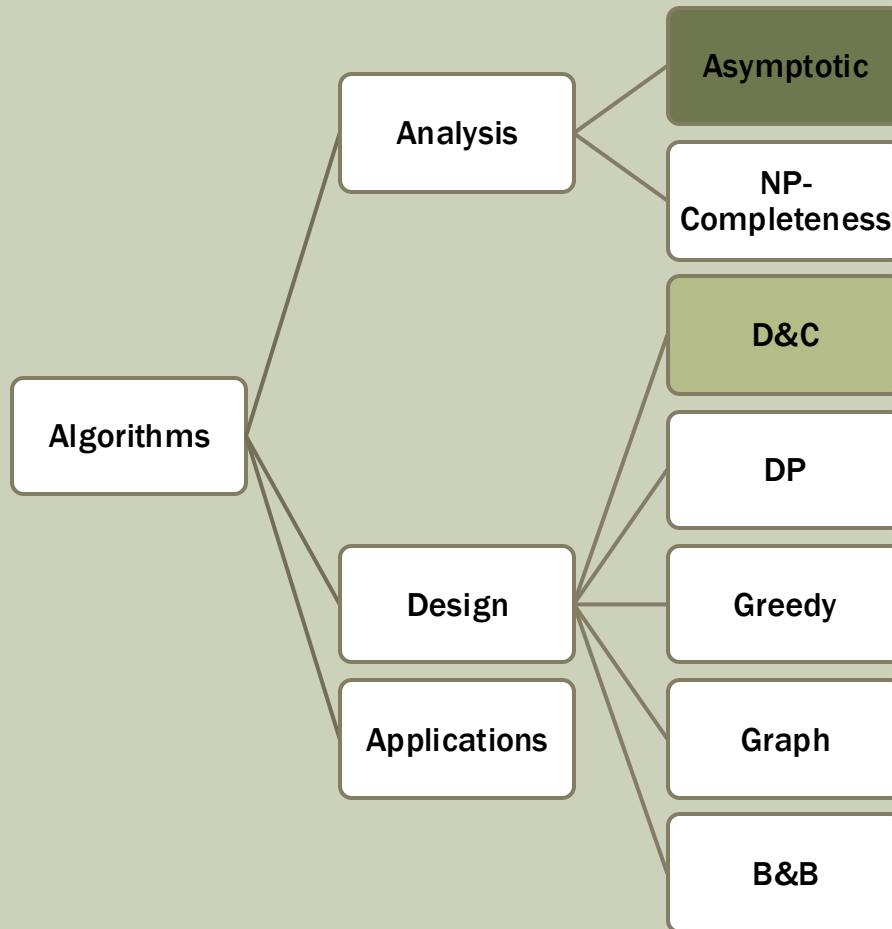 Algorithms
Analysis
Asymptotic
NP-
Completeness
Design
D&C
DP
Greedy
Graph
B&B
Applications